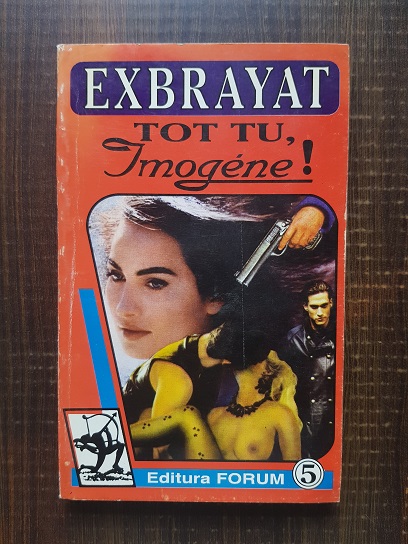 EXBRAYAT
TOT TU,
Imogéne!
Editura FORUM 5